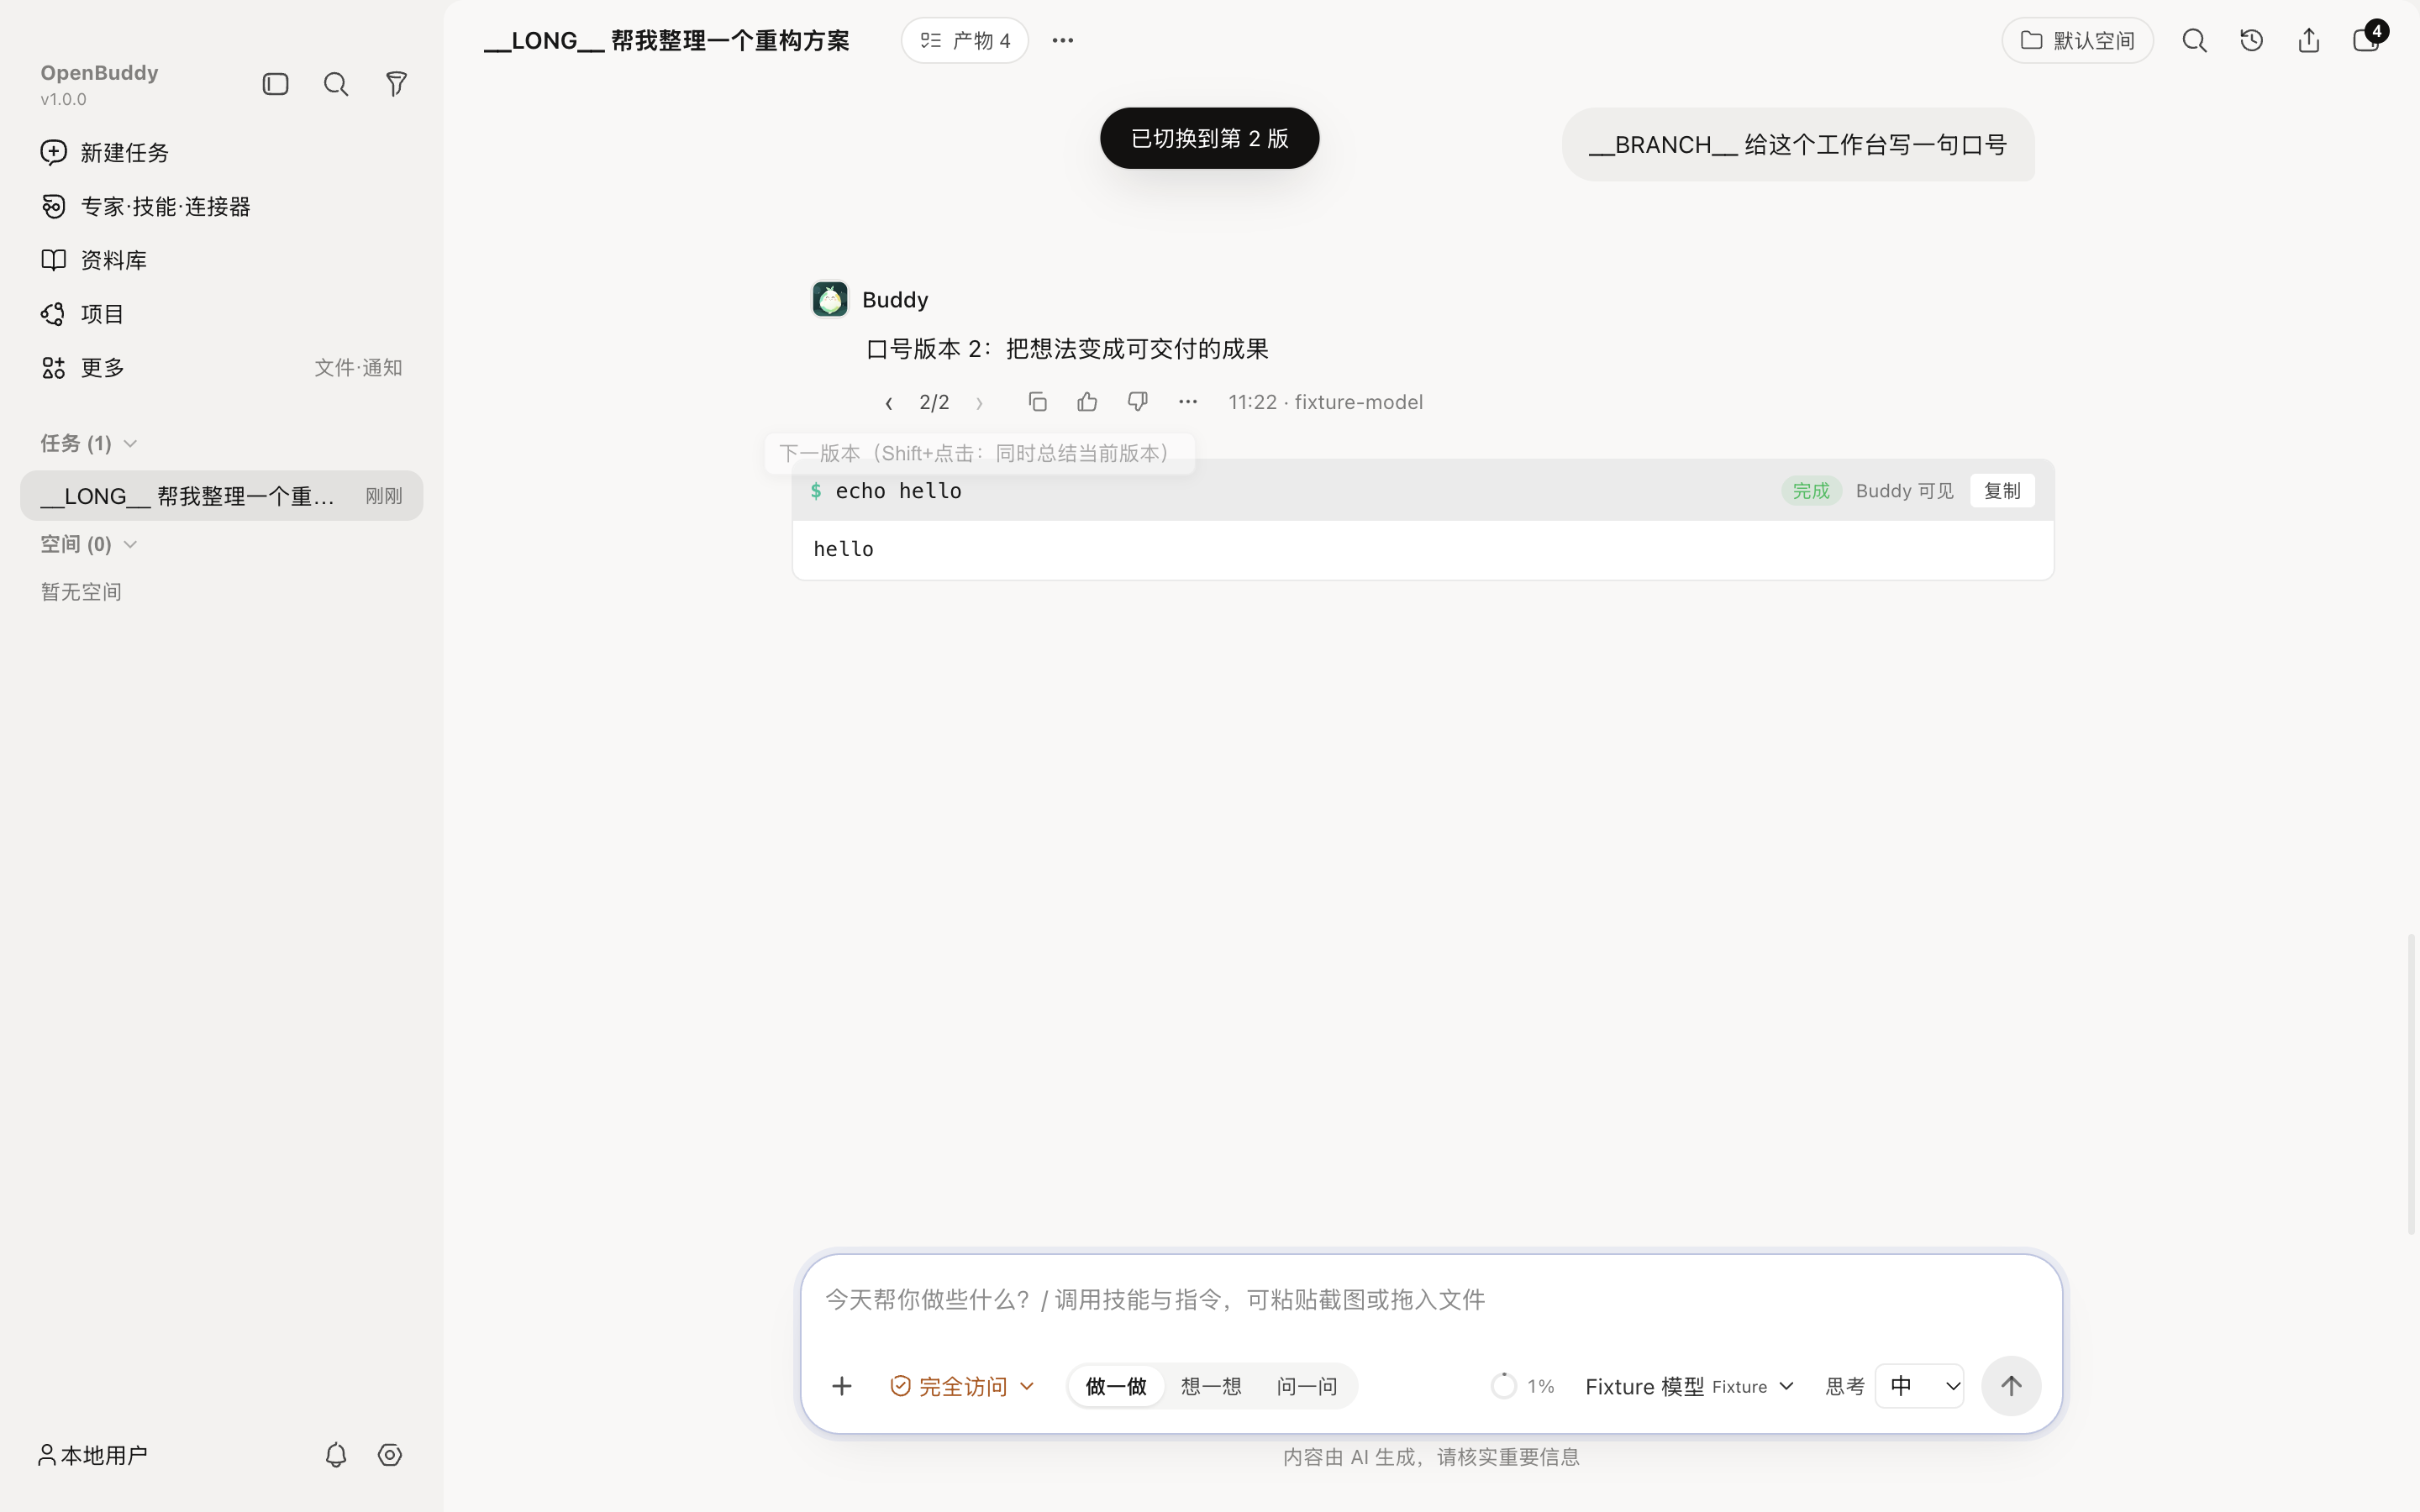 OpenBuddy
v1.0.0
新建任务
专家·技能·连接器
资料库
项目
更多 文件·通知
任务 (1)
__LONG__ 帮我整理一个重… 刚刚
空间 (0)
暂无空间
本地用户
__LONG__ 帮我整理一个重构方案 产物 4
默认空间 4
已切换到第 2 版
__BRANCH__ 给这个工作台写一句口号
Buddy
口号版本 2：把想法变成可交付的成果
2/2 11:22 · fixture-model
下一版本（Shift+点击：同时总结当前版本）
$ echo hello 完成 Buddy 可见 复制
hello
今天帮你做些什么？/ 调用技能与指令，可粘贴截图或拖入文件
完全访问 做一做 想一想 问一问 1% Fixture 模型 Fixture 思考 中
内容由 AI 生成，请核实重要信息